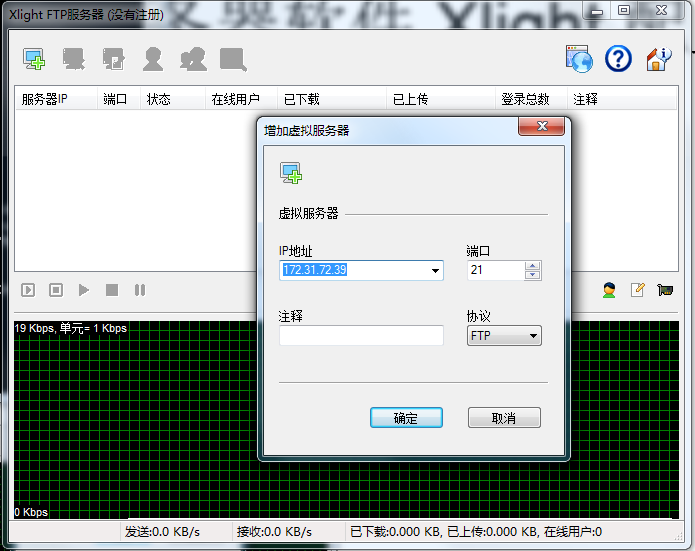 Xlight FTP服务器 (没有注册)
服务器IP 端口 状态 在线用户 已下载 已上传 登录总数 注释
增加虚拟服务器
虚拟服务器
IP地址 端口
172.31.72.39 21
注释 协议
FTP
确定 取消
19 Kbps, 单元= 1 Kbps
0 Kbps
发送:0.0 KB/s 接收:0.0 KB/s 已下载:0.000 KB, 已上传:0.000 KB, 在线用户:0